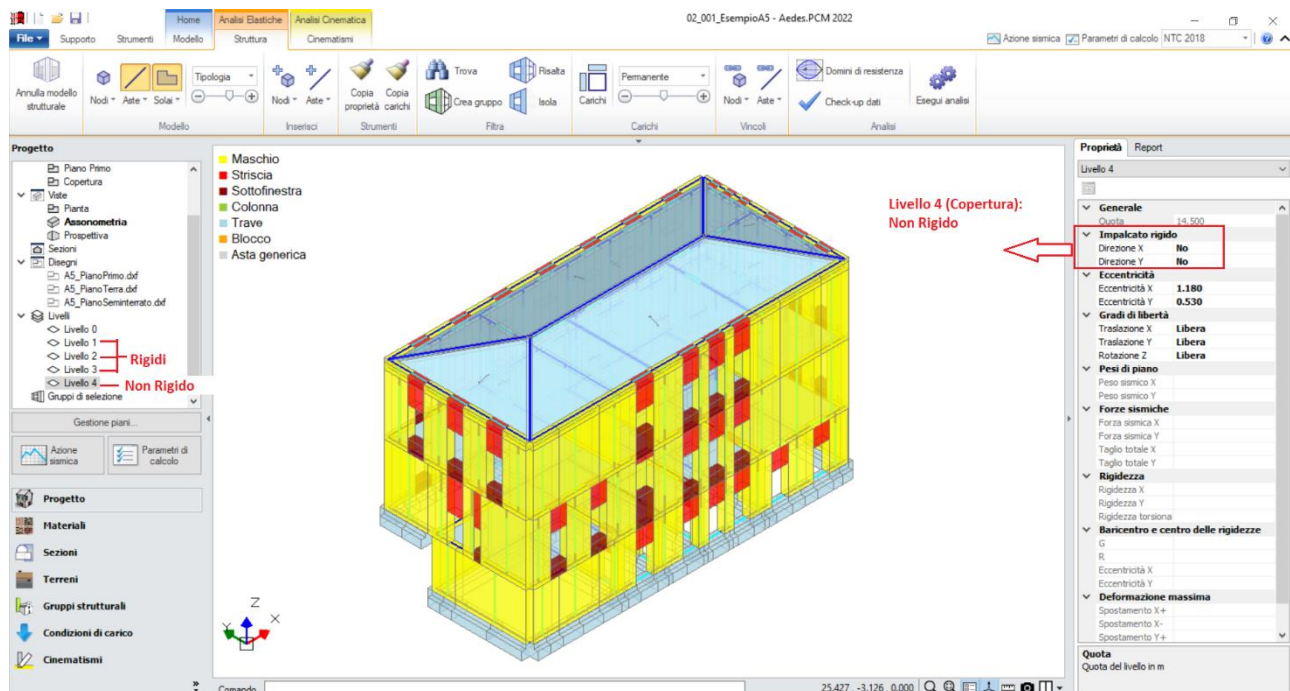 02_001_EsempioA5 - Aedes.PCM 2022
Home
Analisi Elastiche
Analisi Cinematica
File
Supporto
Strumenti
Modello
Struttura
Cinematismi
Azione sismica
Parametri di calcolo
NTC 2018
Annulla modello
strutturale
Nodi
Aste
Solai
Tipologia
Modello
Nodi
Aste
Inserisci
Copia
proprietà
Copia
carichi
Strumenti
Trova
Crea gruppo
Risalta
Isola
Filtra
Carichi
Permanente
Carichi
Nodi
Aste
Vincoli
Domini di resistenza
Check-up dati
Esegui analisi
Analisi
Progetto
Piano Primo
Copertura
Viste
Pianta
Assonometria
Prospettiva
Sezioni
Disegni
A5_PianoPrimo.dxf
A5_PianoTerra.dxf
A5_PianoSeminterrato.dxf
Livelli
Livello 0
Livello 1
Livello 2
Livello 3
Livello 4
Rigidi
Non Rigido
Gruppi di selezione
Gestione piani...
Azione
sismica
Parametri di
calcolo
Progetto
Materiali
Sezioni
Terreni
Gruppi strutturali
Condizioni di carico
Cinematismi
Maschio
Striscia
Sottofinestra
Colonna
Trave
Blocco
Asta generica
Livello 4 (Copertura):
Non Rigido
Z
Y
X
Comando
25.427 -3.126 0.000
Proprietà
Report
Livello 4
Generale
Quota 14.500
Impalcato rigido
Direzione X No
Direzione Y No
Eccentricità
Eccentricità X 1.180
Eccentricità Y 0.530
Gradi di libertà
Traslazione X Libera
Traslazione Y Libera
Rotazione Z Libera
Pesi di piano
Peso sismico X
Peso sismico Y
Forze sismiche
Forza sismica X
Forza sismica Y
Taglio totale X
Taglio totale Y
Rigidezza
Rigidezza X
Rigidezza Y
Rigidezza torsiona
Baricentro e centro delle rigidezze
G
R
Eccentricità X
Eccentricità Y
Deformazione massima
Spostamento X+
Spostamento X-
Spostamento Y+
Quota
Quota del livello in m